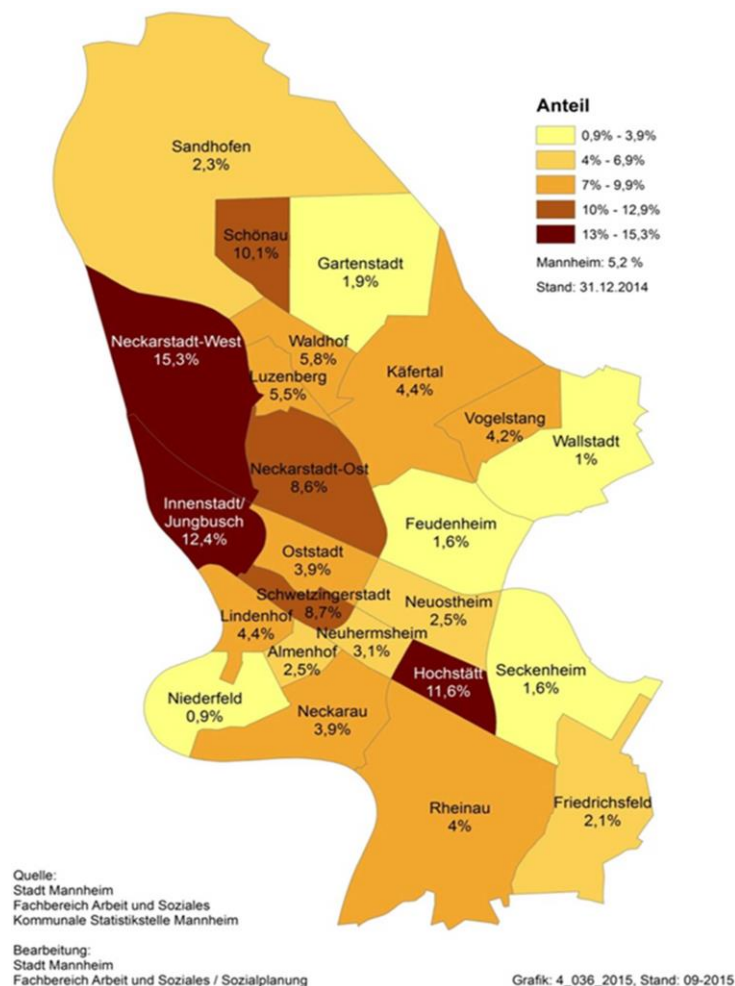 Anteil
0,9% - 3,9%
4% - 6,9%
7% - 9,9%
10% - 12,9%
13% - 15,3%
Mannheim: 5,2 %
Stand: 31.12.2014
Sandhofen
2,3%
Schönau
10,1%
Gartenstadt
1,9%
Neckarstadt-West
15,3%
Waldhof
5,8%
Luzenberg
5,5%
Käfertal
4,4%
Vogelstang
4,2%
Wallstadt
1%
Neckarstadt-Ost
8,6%
Innenstadt/
Jungbusch
12,4%
Feudenheim
1,6%
Oststadt
3,9%
Schwetzingerstadt
8,7%
Neuostheim
2,5%
Lindenhof
4,4%
Neuhermsheim
3,1%
Almenhof
2,5%
Hochstätt
11,6%
Seckenheim
1,6%
Niederfeld
0,9%
Neckarau
3,9%
Rheinau
4%
Friedrichsfeld
2,1%
Quelle:
Stadt Mannheim
Fachbereich Arbeit und Soziales
Kommunale Statistikstelle Mannheim
Bearbeitung:
Stadt Mannheim
Fachbereich Arbeit und Soziales / Sozialplanung
Grafik: 4_036_2015, Stand: 09-2015